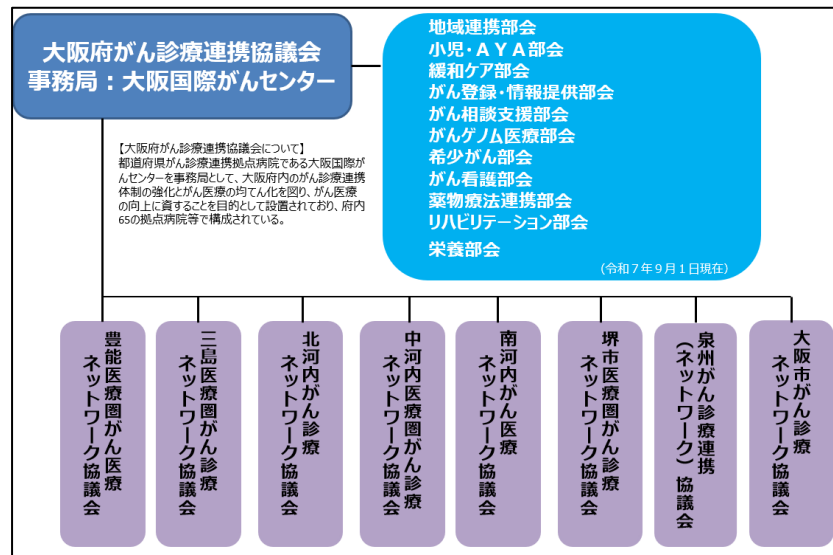 大阪府がん診療連携協議会
事務局：大阪国際がんセンター
地域連携部会
小児・ＡＹＡ部会
緩和ケア部会
がん登録・情報提供部会
がん相談支援部会
がんゲノム医療部会
希少がん部会
がん看護部会
薬物療法連携部会
リハビリテーション部会
栄養部会
(令和７年９月１日現在)
【大阪府がん診療連携協議会について】
都道府県がん診療連携拠点病院である大阪国際が
んセンターを事務局として、大阪府内のがん診療連携
体制の強化とがん医療の均てん化を図り、がん医療
の向上に資することを目的として設置されており、府内
65の拠点病院等で構成されている。
豊能医療圏がん医療
ネットワーク協議会
三島医療圏がん診療
ネットワーク協議会
北河内がん診療
ネットワーク協議会
中河内医療圏がん診療
ネットワーク協議会
南河内がん医療
ネットワーク協議会
堺市医療圏がん診療
ネットワーク協議会
泉州がん診療連携
（ネットワーク）協議会
大阪市がん診療
ネットワーク協議会